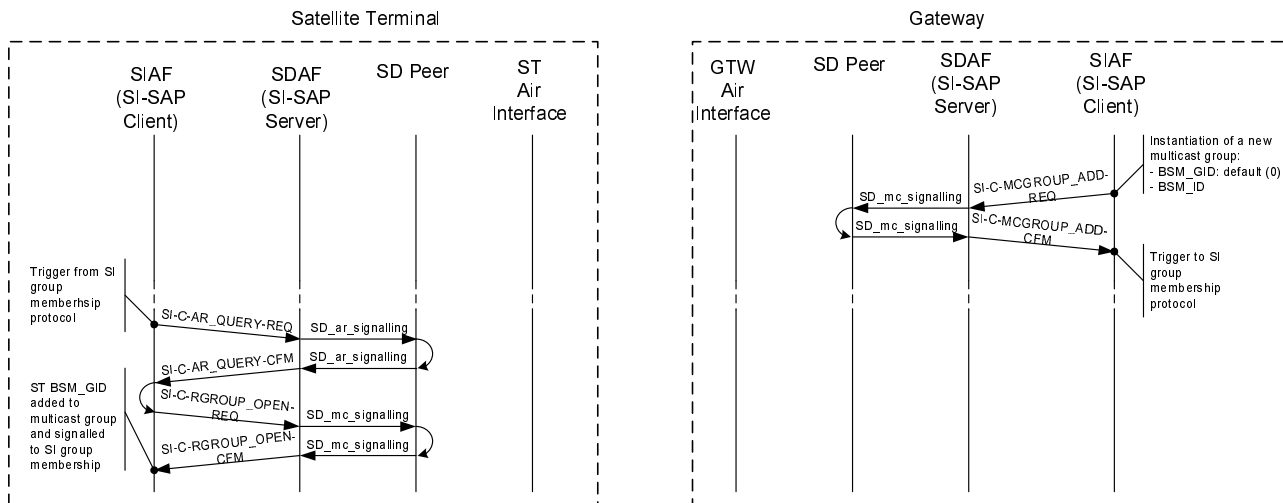 Satellite Terminal
Gateway
SIAF
(SI-SAP
Client)
SDAF
(SI-SAP
Server)
SD Peer
ST
Air
Interface
GTW
Air
Interface
SD Peer
SDAF
(SI-SAP
Server)
SIAF
(SI-SAP
Client)
Instantiation of a new
multicast group:
- BSM_GID: default (0)
- BSM_ID
SI-C-MCGROUP_ADD-
REQ
SD_mc_signalling
SD_mc_signalling
SI-C-MCGROUP_ADD-
CFM
Trigger to SI
group
membership
protocol
Trigger from SI
group
memberhsip
protocol
SI-C-AR_QUERY-REQ
SD_ar_signalling
SI-C-AR_QUERY-CFM
SD_ar_signalling
ST BSM_GID
added to
multicast group
and signalled
to SI group
membership
SI-C-RGROUP_OPEN-
REQ
SD_mc_signalling
SI-C-RGROUP_OPEN-
CFM
SD_mc_signalling